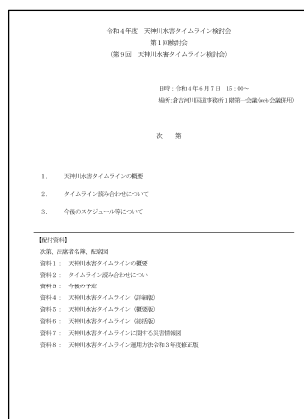 令和4年度　天神川水害タイムライン検討会
第1回検討会
(第9回　天神川水害タイムライン検討会)
日時：令和4年6月7日　15：00～
場所：倉吉河川国道事務所1階第一会議(web会議併用)
次　第
1．　天神川水害タイムラインの概要
2．　タイムライン読み合わせについて
3．　今後のスケジュール等について
【配付資料】
次第、出席者名簿、配席図
資料1：　天神川水害タイムラインの概要
資料2：　タイムライン読み合わせについ
資料3：　今後の予定
資料4：　天神川水害タイムライン（詳細版）
資料5：　天神川水害タイムライン（概要版）
資料6：　天神川水害タイムライン（総括版）
資料7：　天神川水害タイムラインに関する災害情報図
資料8：　天神川水害タイムライン運用方法令和3年度修正版